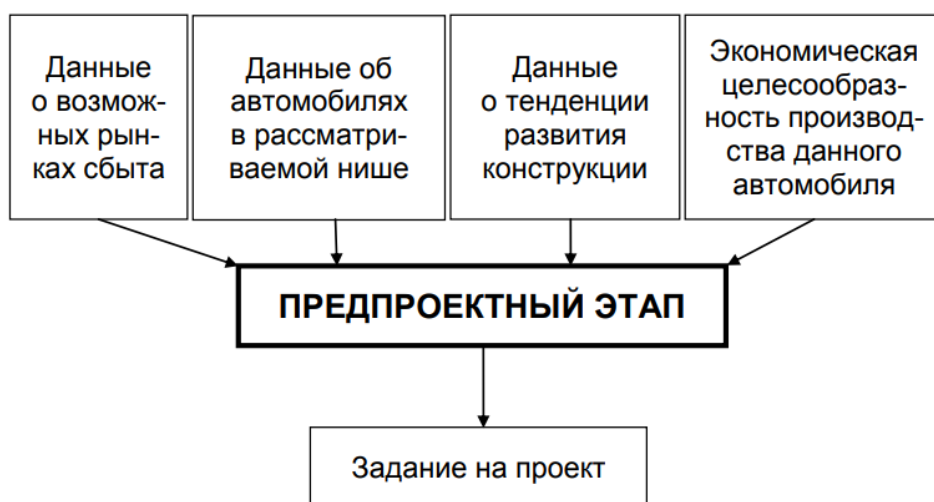 Данные
о возмож-
ных рын-
ках сбыта
Данные об
автомобилях
в рассматри-
ваемой нише
Данные
о тенденции
развития
конструкции
Экономическая
целесообраз-
ность производ-
ства данного
автомобиля
ПРЕДПРОЕКТНЫЙ ЭТАП
Задание на проект